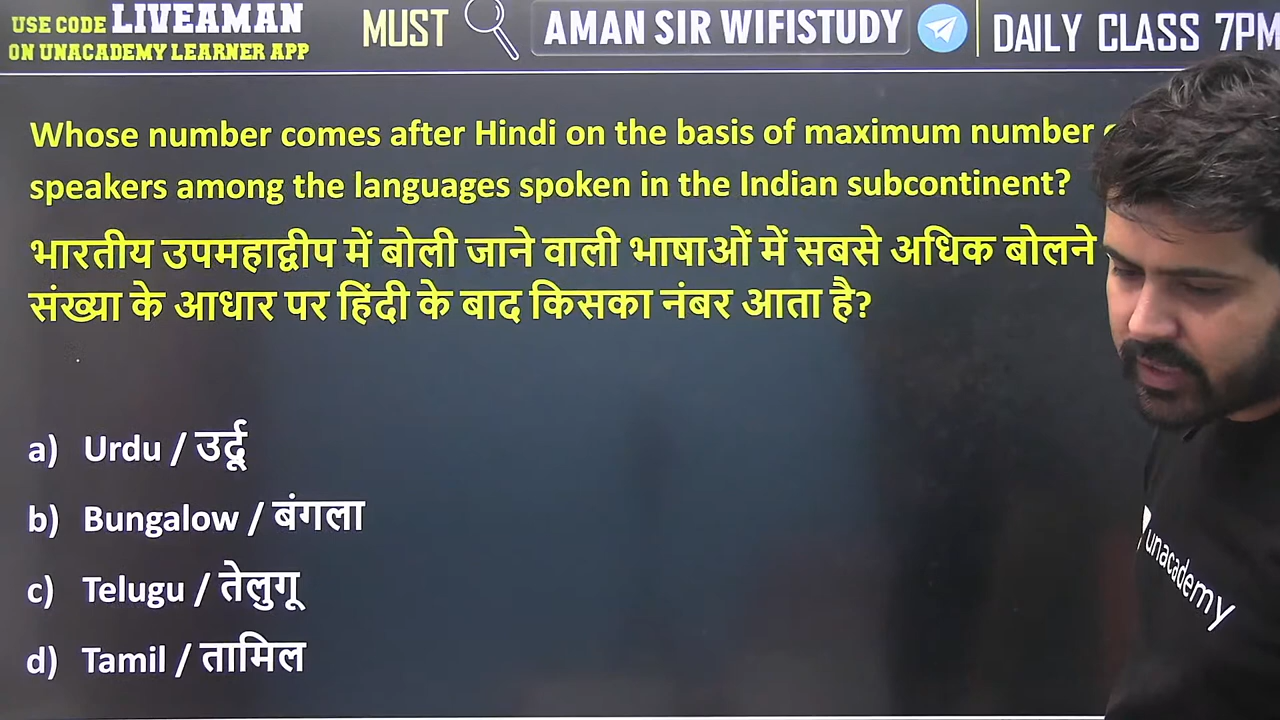 USE CODE LIVEAMAN
ON UNACADEMY LEARNER APP
MUST
AMAN SIR WIFISTUDY
DAILY CLASS 7PM
Whose number comes after Hindi on the basis of maximum number
speakers among the languages spoken in the Indian subcontinent?
भारतीय उपमहाद्वीप में बोली जाने वाली भाषाओं में सबसे अधिक बोलने
संख्या के आधार पर हिंदी के बाद किसका नंबर आता है?
a) Urdu / उर्दू
b) Bungalow / बंगला
c) Telugu / तेलुगू
d) Tamil / तामिल
unacademy